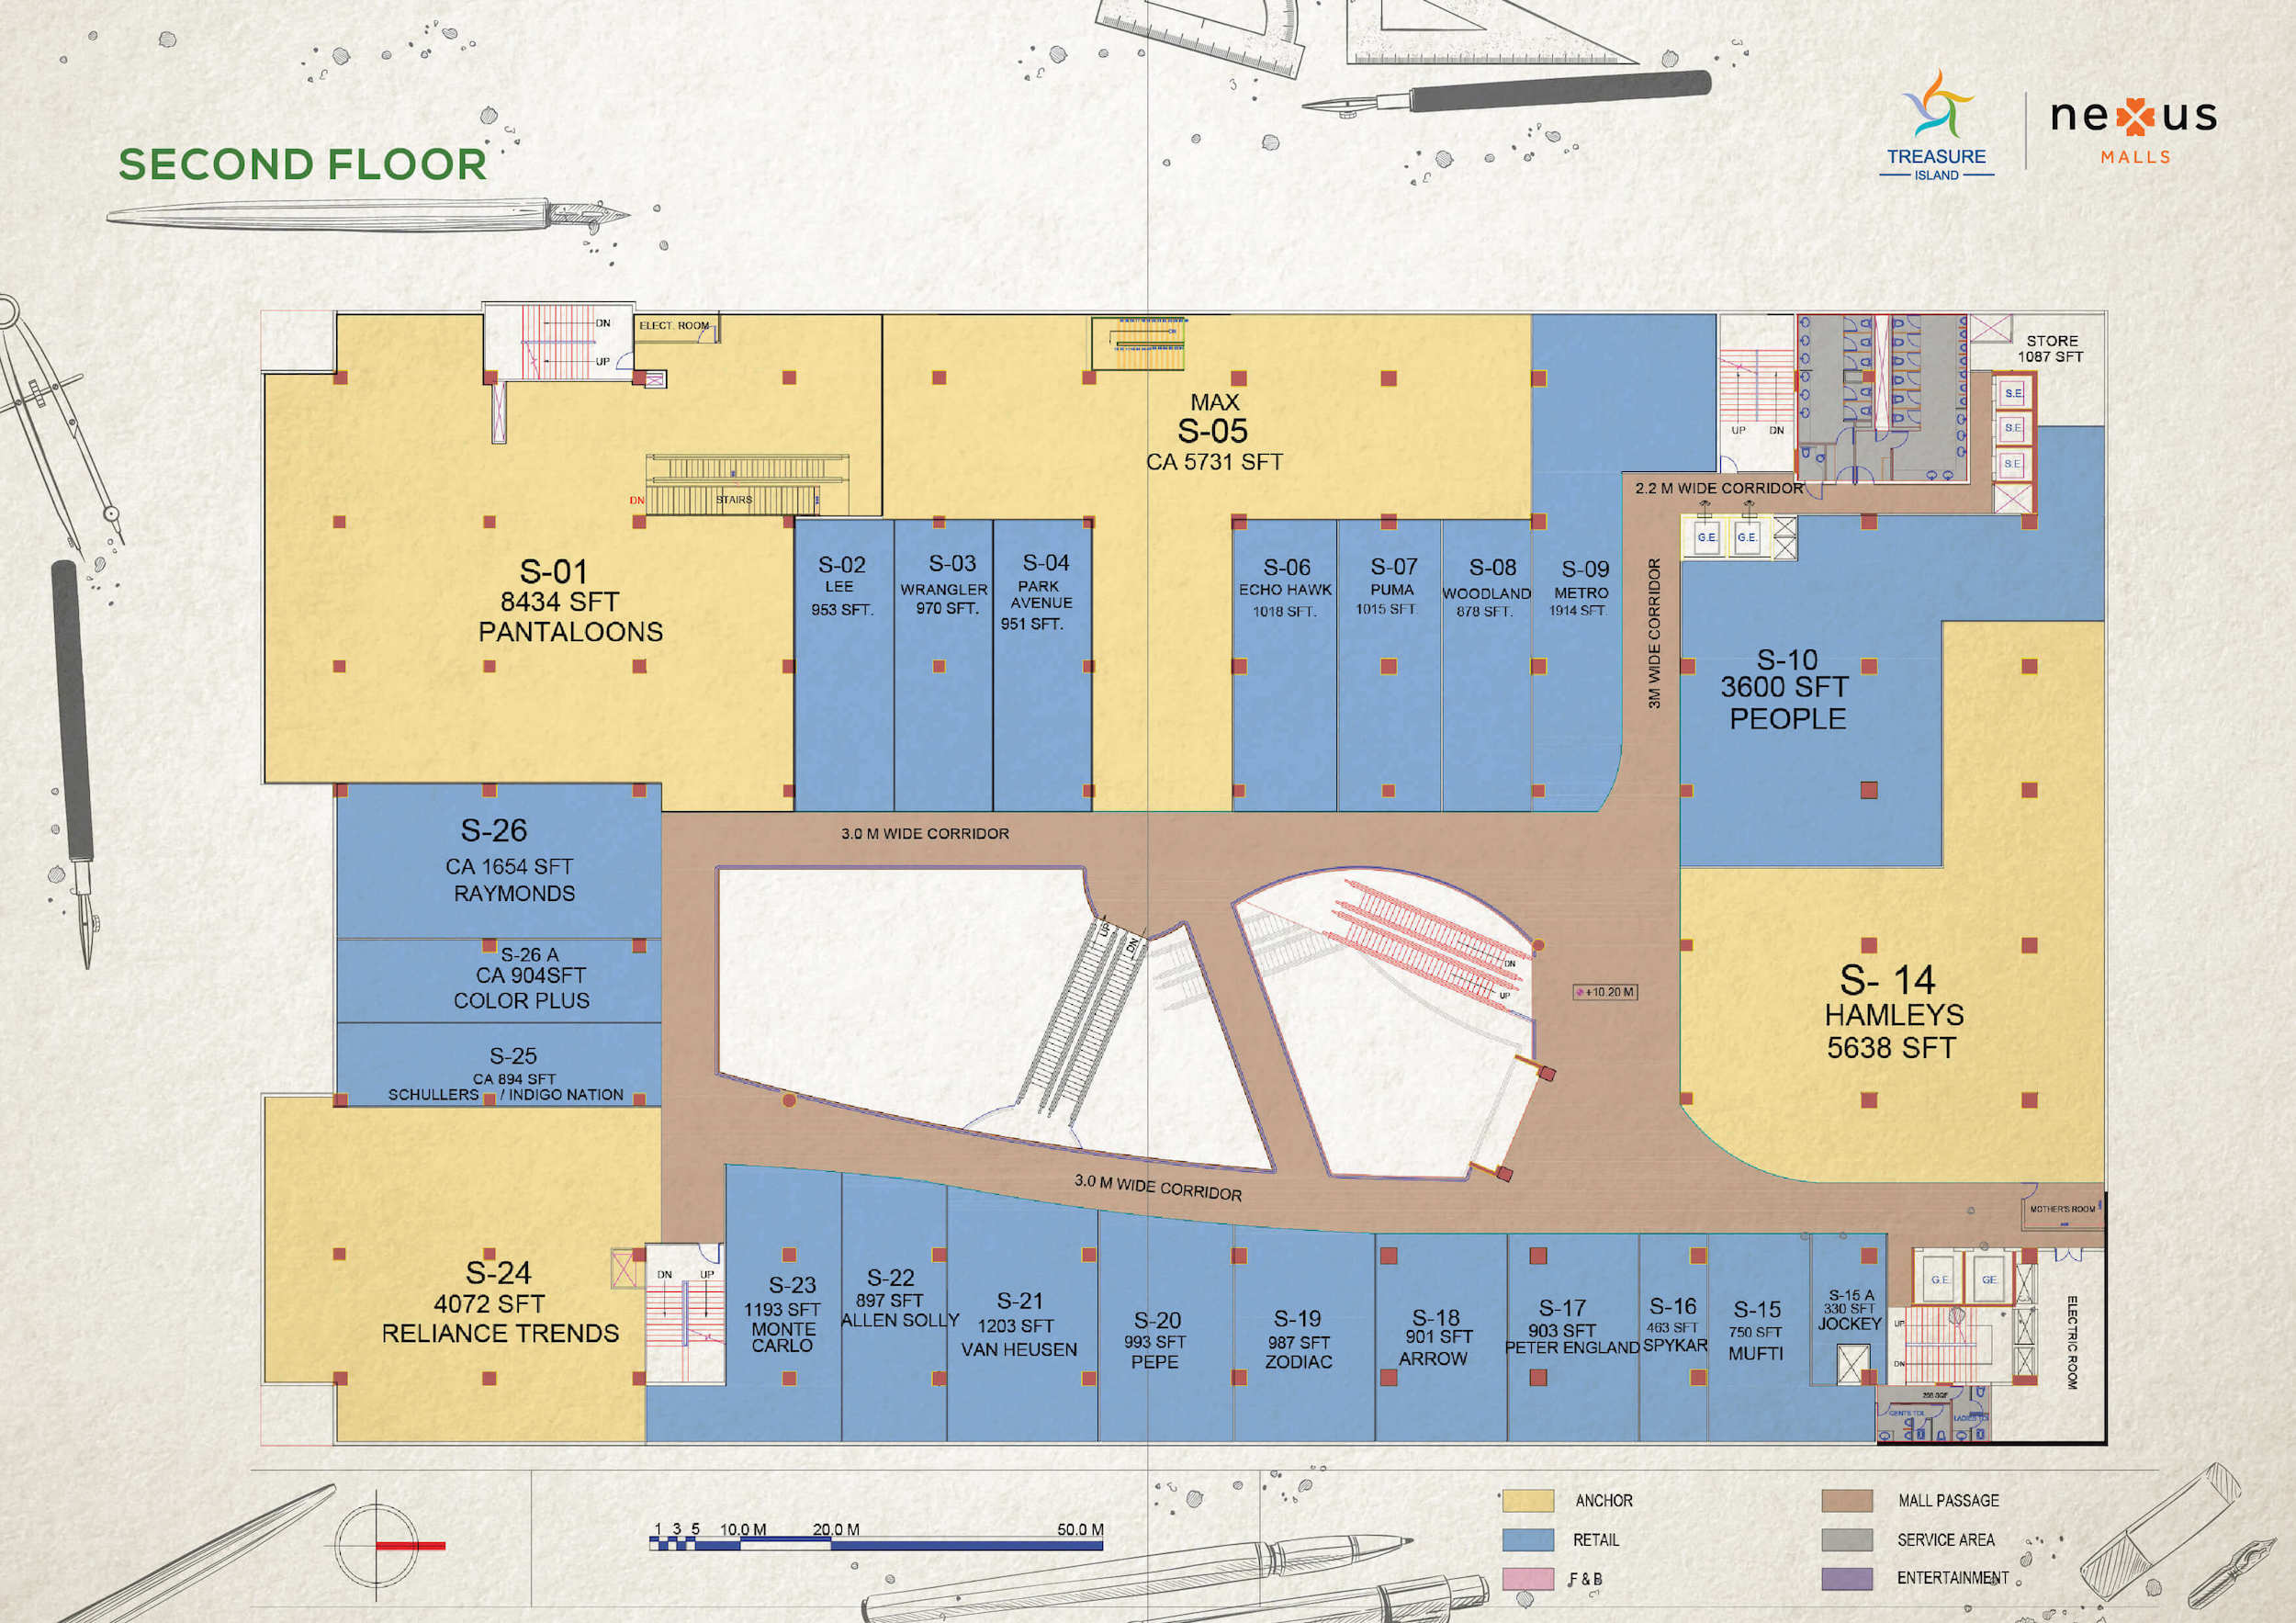 SECOND FLOOR
TREASURE
ISLAND
nexus
MALLS
DN
UP
ELECT. ROOM
STAIRS
DN
S-01
8434 SFT
PANTALOONS
MAX
S-05
CA 5731 SFT
S-02
LEE
953 SFT.
S-03
WRANGLER
970 SFT.
S-04
PARK
AVENUE
951 SFT.
S-06
ECHO HAWK
1018 SFT.
S-07
PUMA
1015 SFT
S-08
WOODLAND
878 SFT.
S-09
METRO
1914 SFT.
UP DN
STORE
1087 SFT
S.E.
S.E.
S.E.
2.2 M WIDE CORRIDOR
G.E. G.E.
3M WIDE CORRIDOR
S-10
3600 SFT
PEOPLE
S-26
CA 1654 SFT
RAYMONDS
S-26 A
CA 904SFT
COLOR PLUS
S-25
CA 894 SFT
SCHULLERS / INDIGO NATION
3.0 M WIDE CORRIDOR
UP
DN
DN
UP
+10.20 M
S- 14
HAMLEYS
5638 SFT
3.0 M WIDE CORRIDOR
MOTHER'S ROOM
S-24
4072 SFT
RELIANCE TRENDS
DN UP
S-23
1193 SFT
MONTE
CARLO
S-22
897 SFT
ALLEN SOLLY
S-21
1203 SFT
VAN HEUSEN
S-20
993 SFT
PEPE
S-19
987 SFT
ZODIAC
S-18
901 SFT
ARROW
S-17
903 SFT
PETER ENGLAND
S-16
463 SFT
SPYKAR
S-15
750 SFT
MUFTI
S-15 A
330 SFT
JOCKEY
G.E. GE.
UP
DN
ELECTRIC ROOM
GENTS TOI.
1 3 5 10.0 M 20.0 M 50.0 M
ANCHOR
RETAIL
F & B
MALL PASSAGE
SERVICE AREA
ENTERTAINMENT